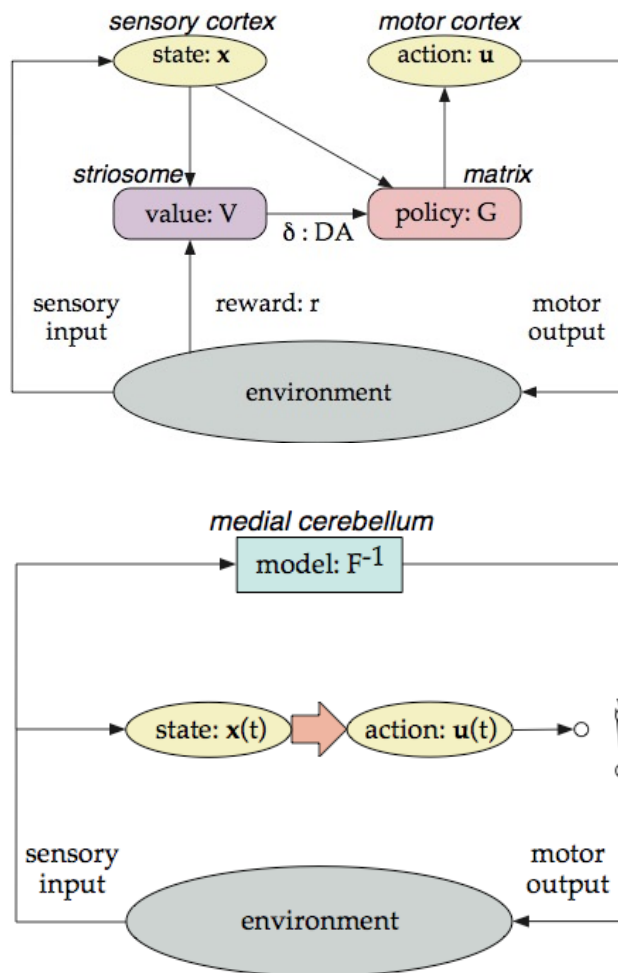 sensory cortex
motor cortex
state: x
action: u
striosome
matrix
value: V
δ : DA
policy: G
sensory
input
reward: r
motor
output
environment
medial cerebellum
model: F⁻¹
state: x(t)
action: u(t)
sensory
input
motor
output
environment